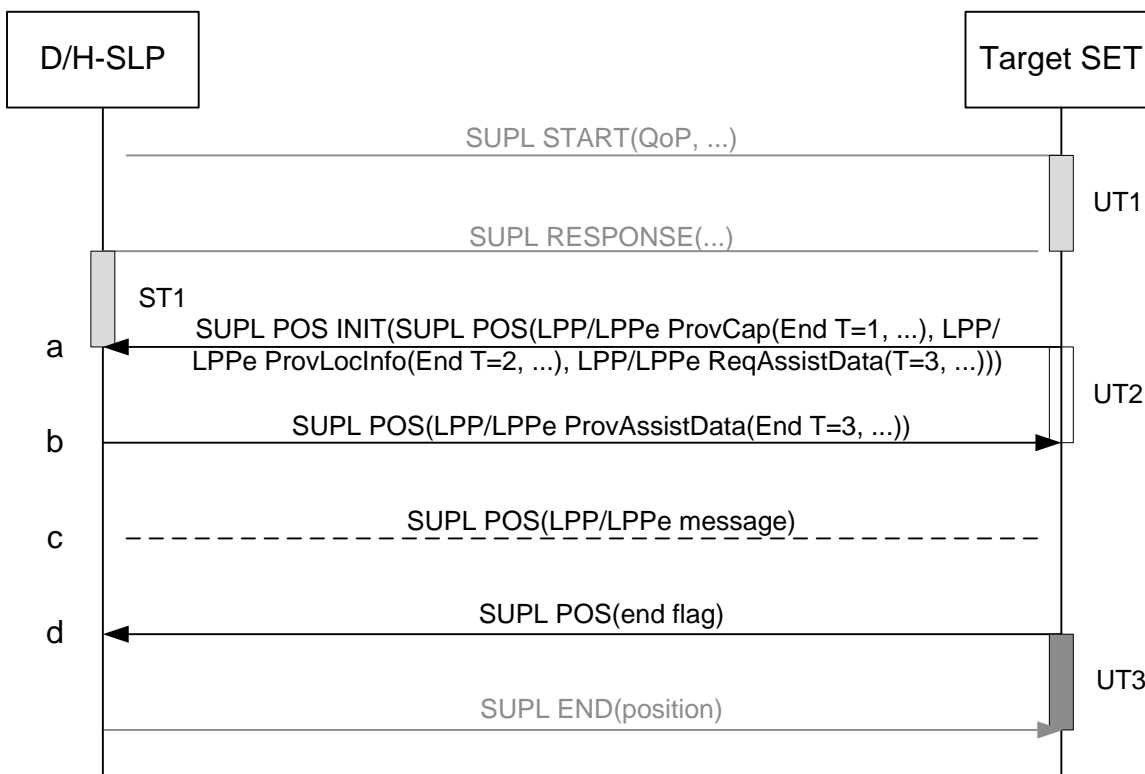 D/H-SLP
Target SET
SUPL START(QoP, ...)
UT1
SUPL RESPONSE(...)
ST1
a
SUPL POS INIT(SUPL POS(LPP/LPPe ProvCap(End T=1, ...), LPP/
LPPe ProvLocInfo(End T=2, ...), LPP/LPPe ReqAssistData(T=3, ...)))
UT2
b
SUPL POS(LPP/LPPe ProvAssistData(End T=3, ...))
c
SUPL POS(LPP/LPPe message)
d
SUPL POS(end flag)
UT3
SUPL END(position)